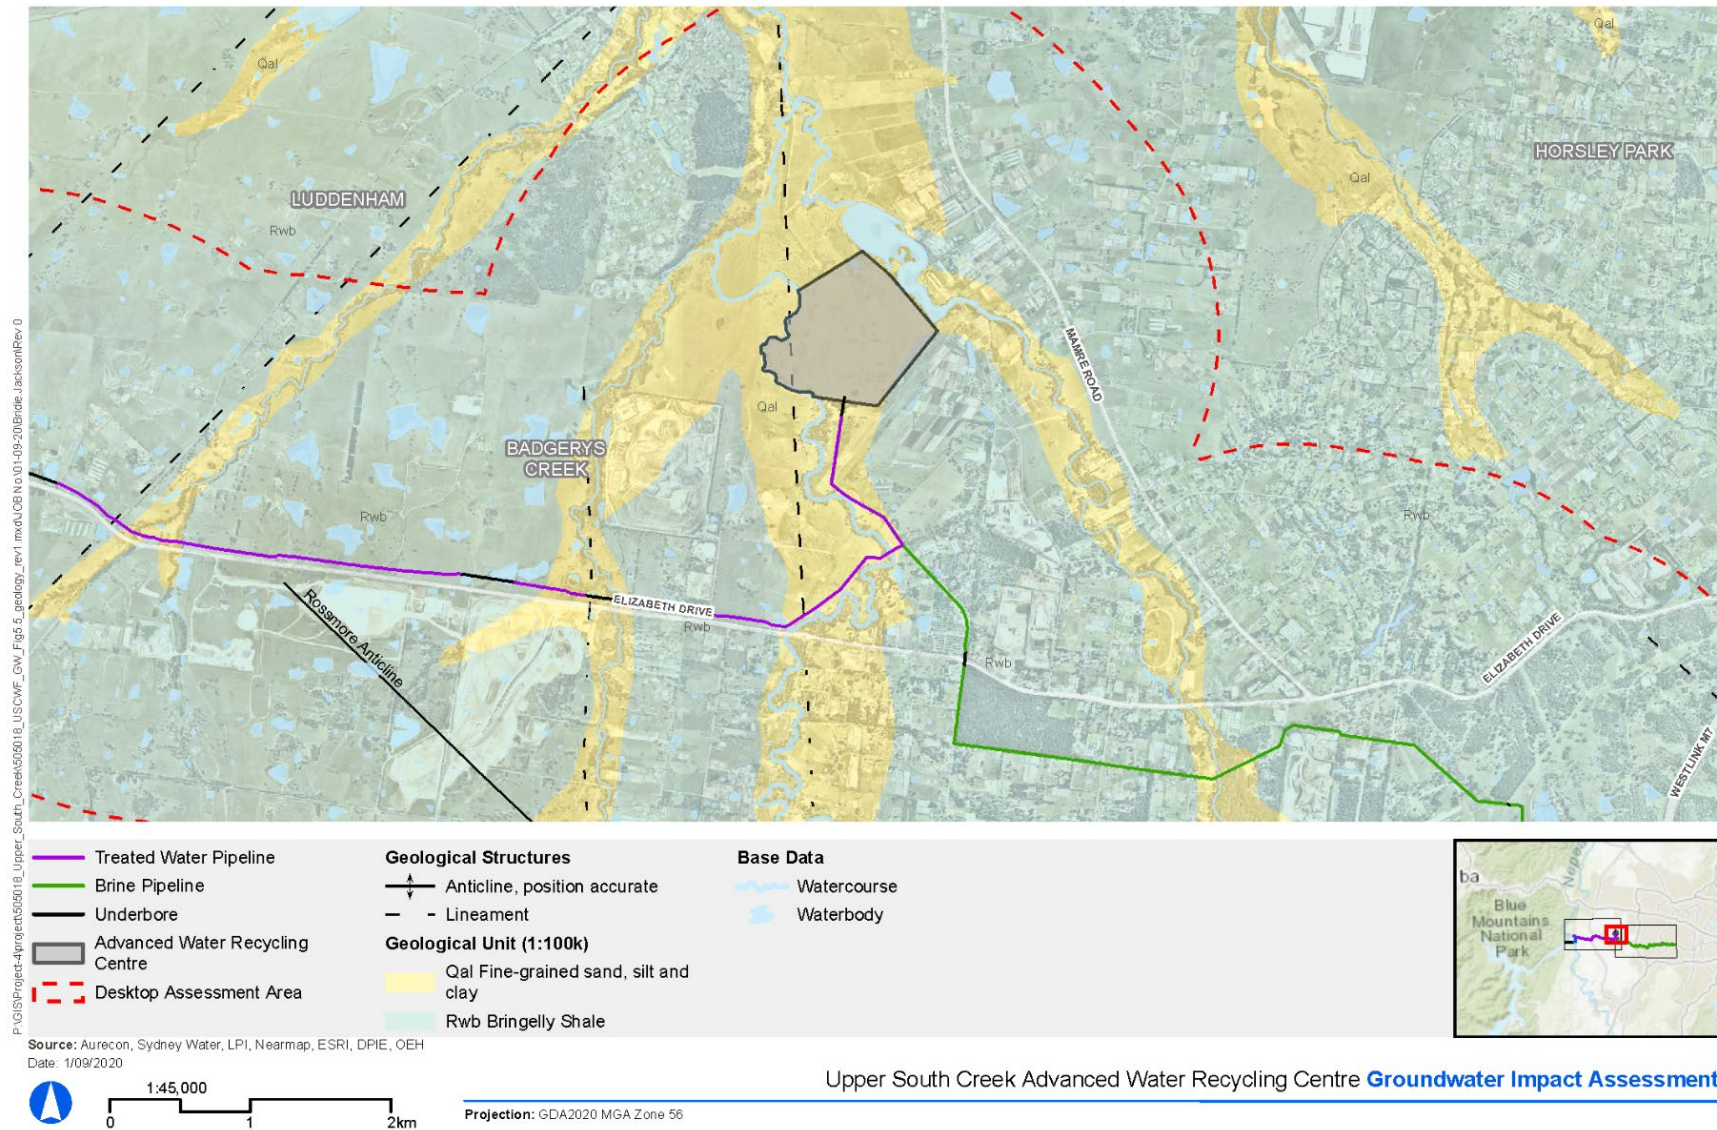 Qal
Qal
HORSLEY PARK
Qal
LUDDENHAM
Rwb
MAMRE ROAD
Qal
BADGERYS
CREEK
Rwb
Rwb
Rossmore Anticline
ELIZABETH DRIVE
Rwb
Rwb
ELIZABETH DRIVE
WESTLINK M7
Treated Water Pipeline
Brine Pipeline
Underbore
Advanced Water Recycling
Centre
Desktop Assessment Area
Geological Structures
Anticline, position accurate
Lineament
Geological Unit (1:100k)
Qal Fine-grained sand, silt and
clay
Rwb Bringelly Shale
Base Data
Watercourse
Waterbody
ba
Nepe
Blue
Mountains
National
Park
Source: Aurecon, Sydney Water, LPI, Nearmap, ESRI, DPIE, OEH
Date: 1/09/2020
1:45,000
0 1 2km
Upper South Creek Advanced Water Recycling Centre Groundwater Impact Assessment
Projection: GDA2020 MGA Zone 56